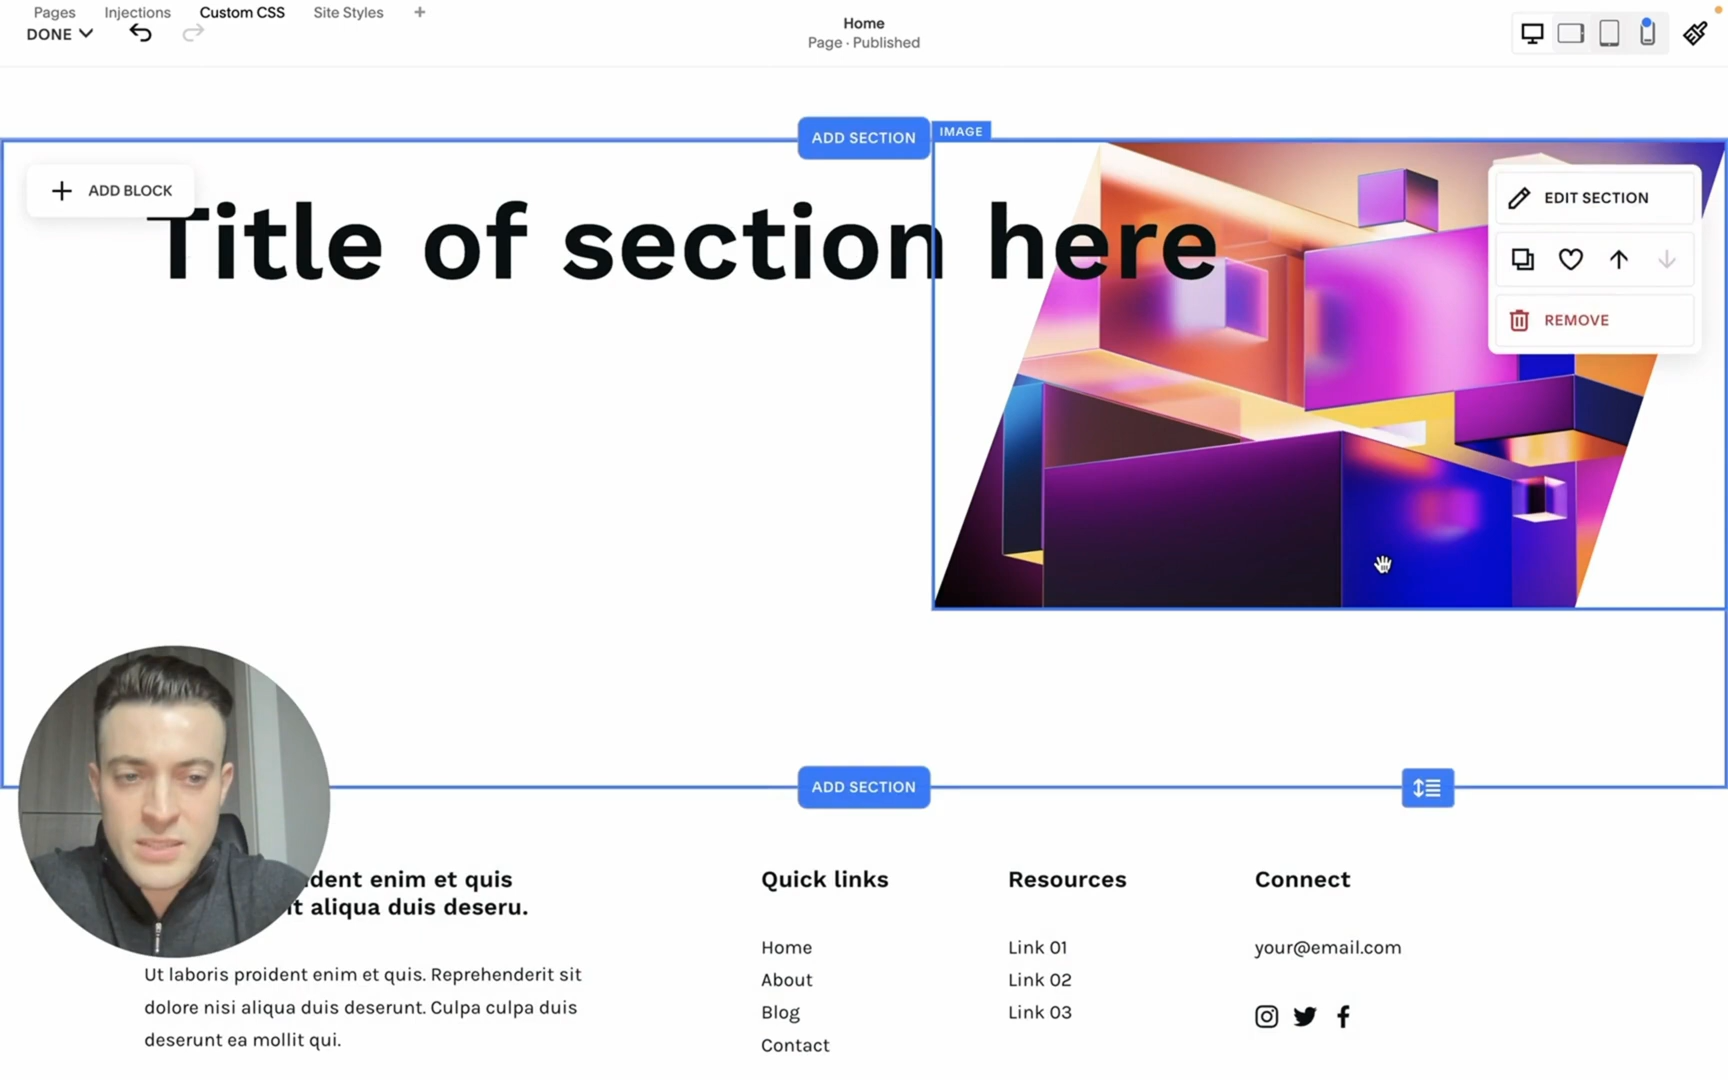 Pages Injections Custom CSS Site Styles +
DONE
Home
Page · Published
ADD SECTION
IMAGE
ADD BLOCK
EDIT SECTION
REMOVE
Title of section here
ADD SECTION
dent enim et quis
t aliqua duis deseru.
Ut laboris proident enim et quis. Reprehenderit sit
dolore nisi aliqua duis deserunt. Culpa culpa duis
deserunt ea mollit qui.
Quick links
Home
About
Blog
Contact
Resources
Link 01
Link 02
Link 03
Connect
your@email.com